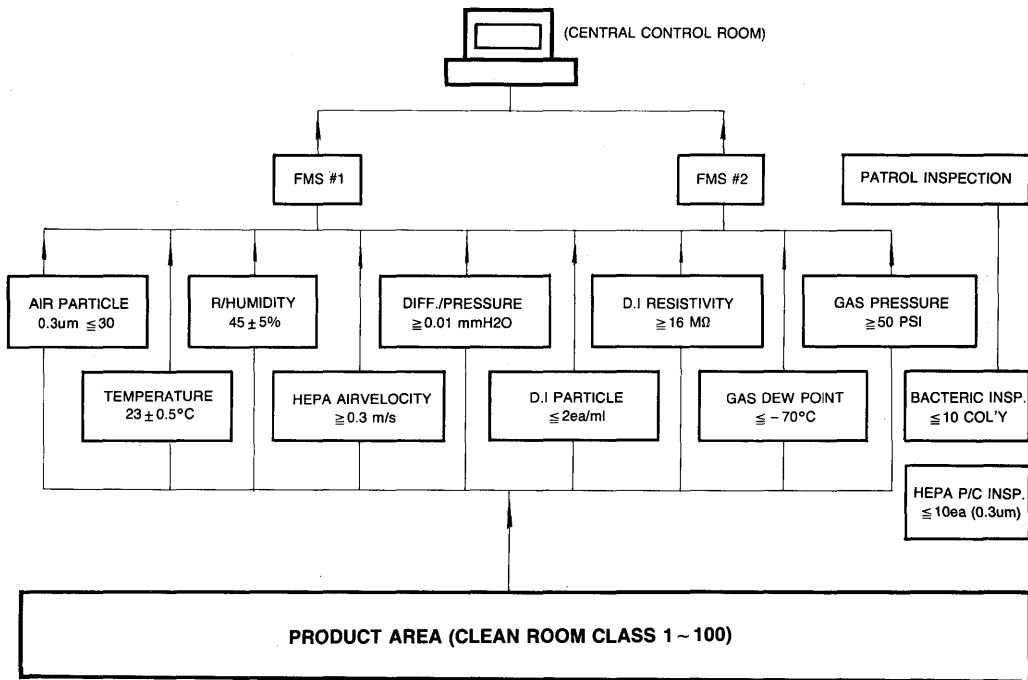 (CENTRAL CONTROL ROOM)
FMS #1
FMS #2
PATROL INSPECTION
AIR PARTICLE
0.3um ≦30
R/HUMIDITY
45±5%
DIFF./PRESSURE
≧0.01 mmH2O
D.I RESISTIVITY
≧16 MΩ
GAS PRESSURE
≧50 PSI
TEMPERATURE
23±0.5°C
HEPA AIRVELOCITY
≧0.3 m/s
D.I PARTICLE
≦2ea/ml
GAS DEW POINT
≦-70°C
BACTERIC INSP.
≦10 COL'Y
HEPA P/C INSP.
≦10ea (0.3um)
PRODUCT AREA (CLEAN ROOM CLASS 1~100)